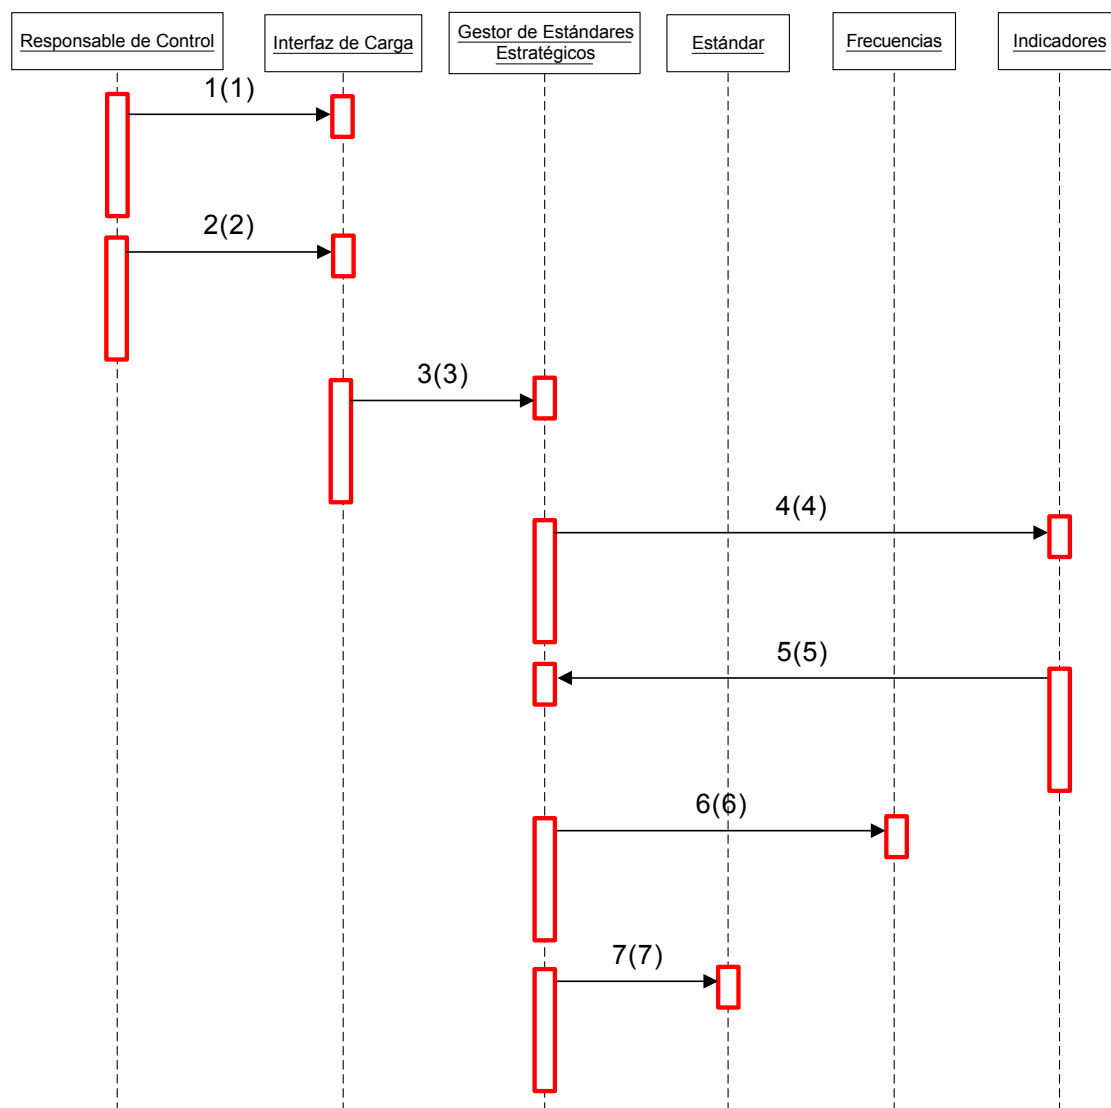 Responsable de Control
Interfaz de Carga
Gestor de Estándares
Estratégicos
Estándar
Frecuencias
Indicadores
1(1)
2(2)
3(3)
4(4)
5(5)
6(6)
7(7)